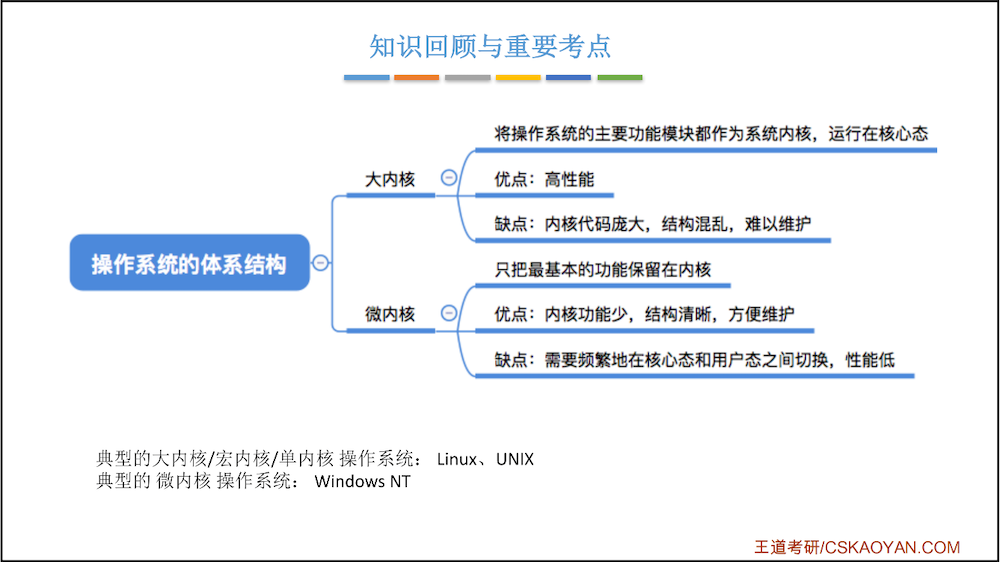 知识回顾与重要考点
将操作系统的主要功能模块都作为系统内核，运行在核心态
大内核
优点：高性能
缺点：内核代码庞大，结构混乱，难以维护
操作系统的体系结构
只把最基本的功能保留在内核
微内核
优点：内核功能少，结构清晰，方便维护
缺点：需要频繁地在核心态和用户态之间切换，性能低
典型的大内核/宏内核/单内核 操作系统： Linux、UNIX
典型的 微内核 操作系统： Windows NT
王道考研/CSKAOYAN.COM